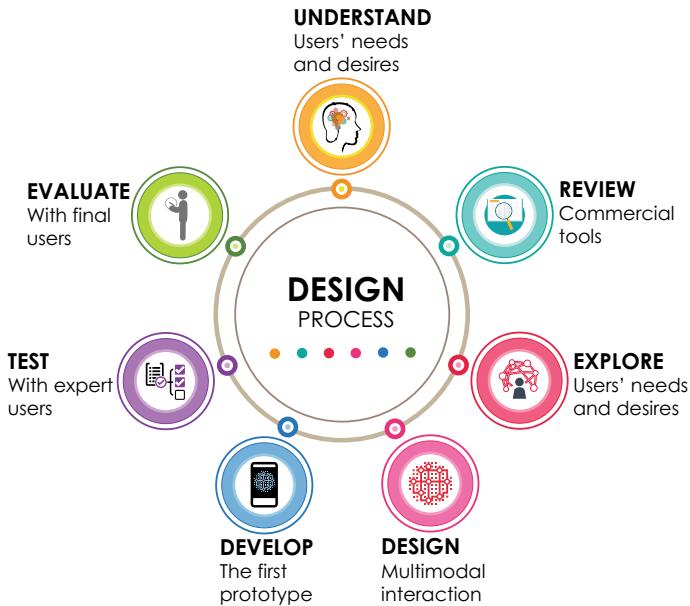 UNDERSTAND
Users' needs
and desires
REVIEW
Commercial
tools
EXPLORE
Users' needs
and desires
DESIGN
Multimodal
interaction
DEVELOP
The first
prototype
TEST
With expert
users
EVALUATE
With final
users
DESIGN
PROCESS